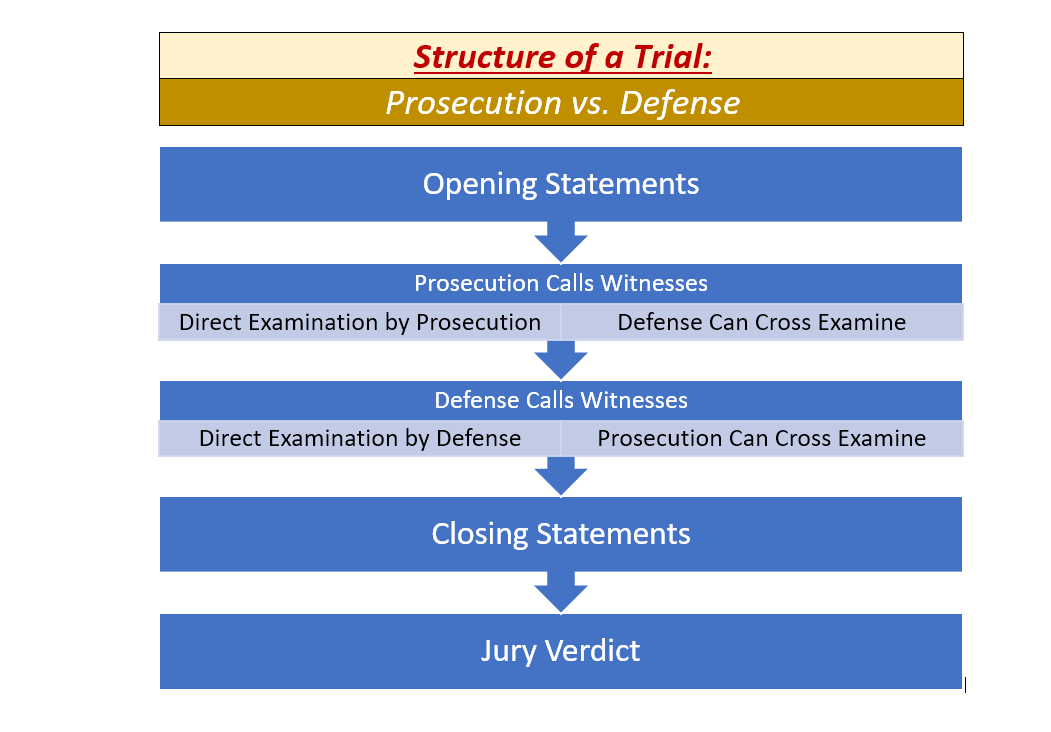 Structure of a Trial:
Prosecution vs. Defense
Opening Statements
Prosecution Calls Witnesses
Direct Examination by Prosecution
Defense Can Cross Examine
Defense Calls Witnesses
Direct Examination by Defense
Prosecution Can Cross Examine
Closing Statements
Jury Verdict